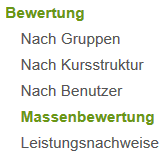 Bewertung
Nach Gruppen
Nach Kursstruktur
Nach Benutzer
Massenbewertung
Leistungsnachweise